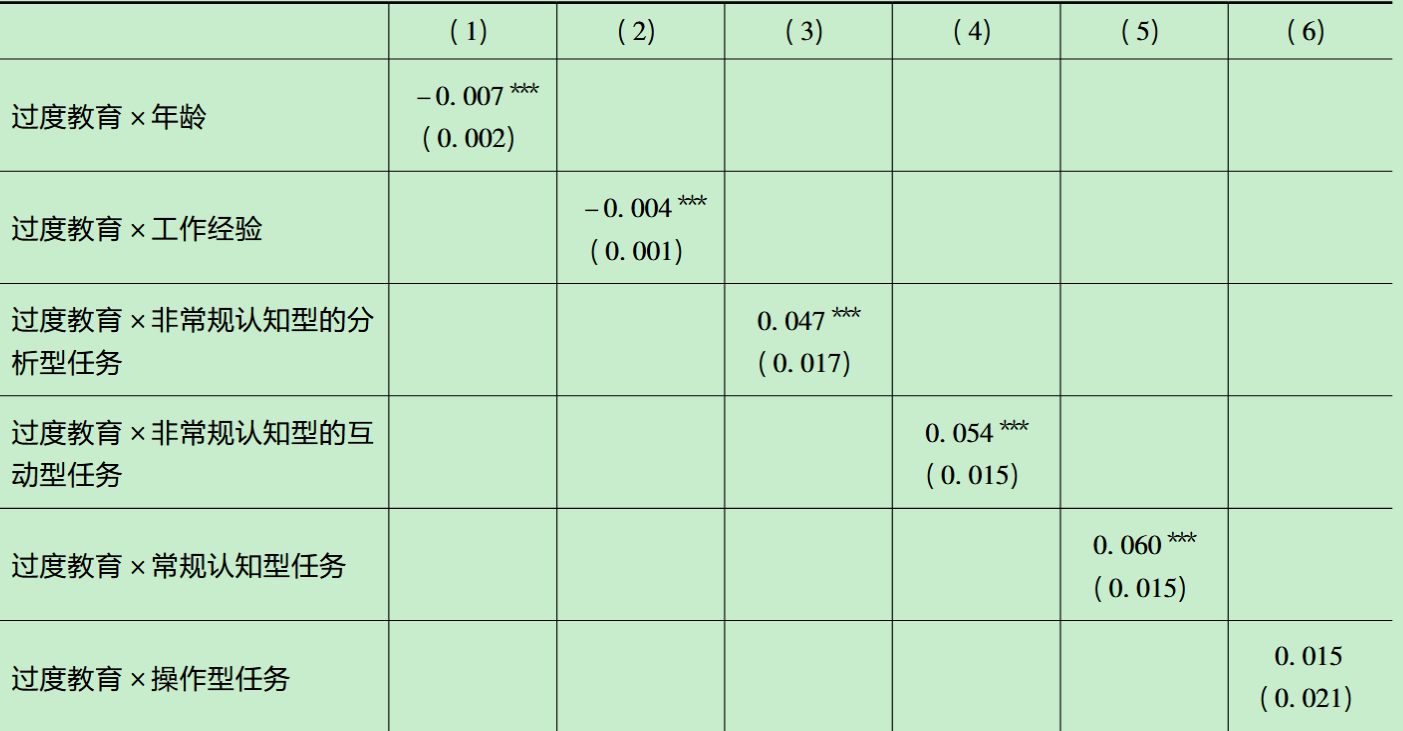 (1) (2) (3) (4) (5) (6)
过度教育×年龄 -0.007***
(0.002)
过度教育×工作经验 -0.004***
(0.001)
过度教育×非常规认知型的分
析型任务
0.047***
(0.017)
过度教育×非常规认知型的互
动型任务
0.054***
(0.015)
过度教育×常规认知型任务 0.060***
(0.015)
过度教育×操作型任务 0.015
(0.021)